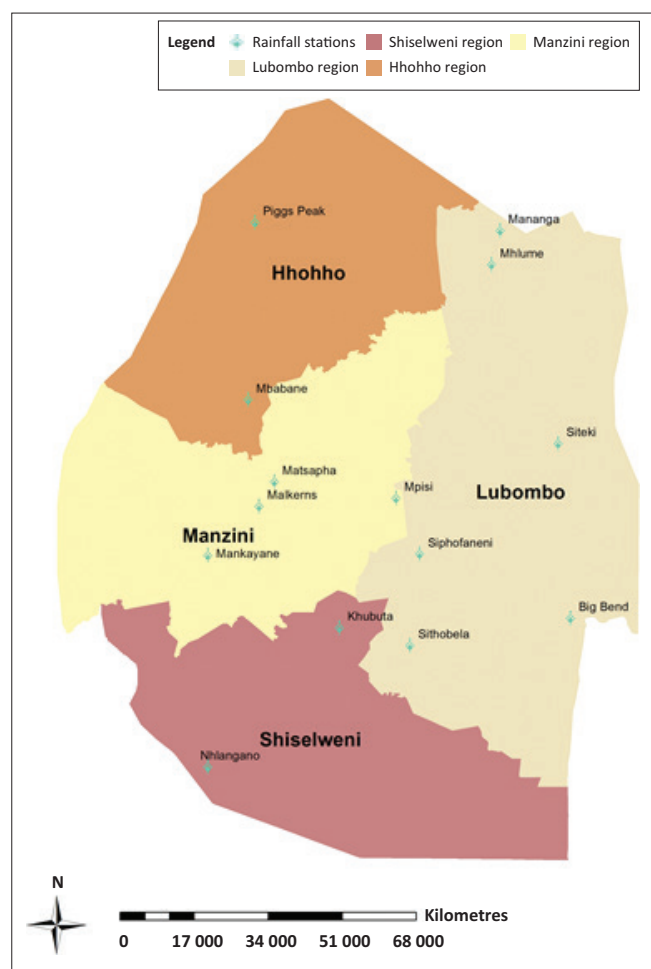 Legend Rainfall stations Shiselweni region Manzini region
Lubombo region Hhohho region
Piggs Peak
Mananga
Mhlume
Hhohho
Mbabane
Siteki
Matsapha
Mpisi
Lubombo
Malkerns
Manzini
Mankayane
Siphofaneni
Khubuta
Big Bend
Sithobela
Shiselweni
Nhlangano
N
Kilometres
0 17 000 34 000 51 000 68 000